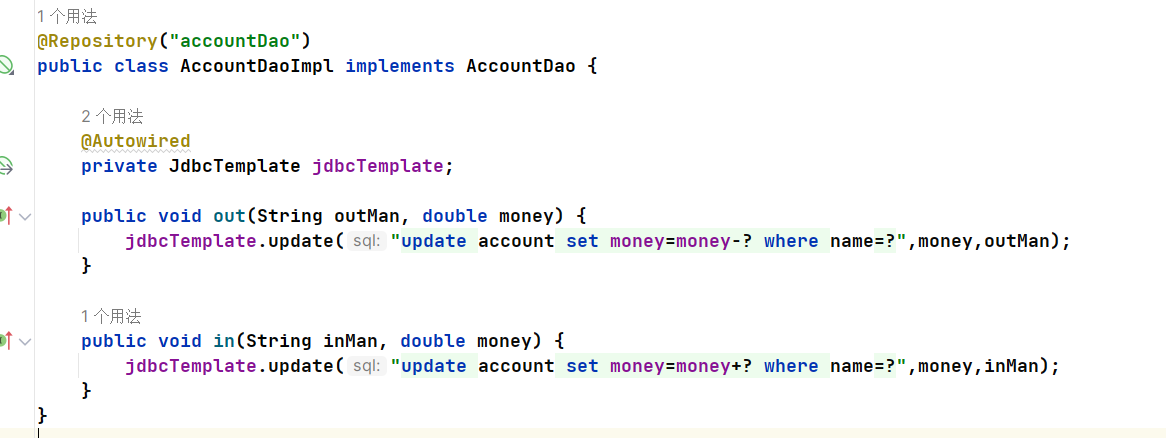 1 个用法
@Repository("accountDao")
public class AccountDaoImpl implements AccountDao {
2 个用法
@Autowired
private JdbcTemplate jdbcTemplate;
public void out(String outMan, double money) {
jdbcTemplate.update( sql: "update account set money=money-? where name=?",money,outMan);
}
1 个用法
public void in(String inMan, double money) {
jdbcTemplate.update( sql: "update account set money=money+? where name=?",money,inMan);
}
}